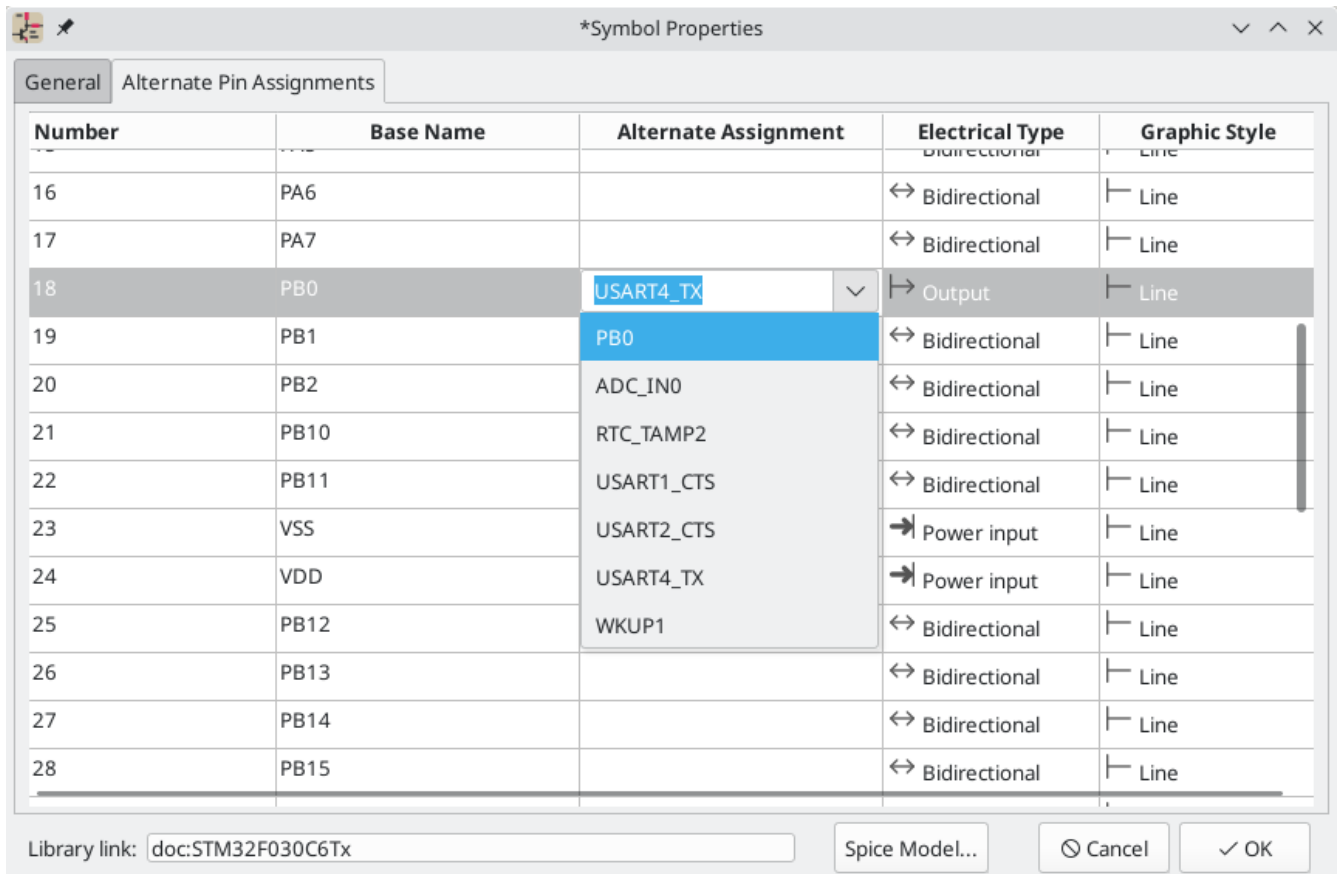 *Symbol Properties
General Alternate Pin Assignments
Number Base Name Alternate Assignment Electrical Type Graphic Style
Bidirectional Line
16 PA6 Bidirectional Line
17 PA7 Bidirectional Line
18 PB0 USART4_TX Output Line
19 PB1 PB0 Bidirectional Line
20 PB2 ADC_IN0 Bidirectional Line
21 PB10 RTC_TAMP2 Bidirectional Line
22 PB11 USART1_CTS Bidirectional Line
23 VSS USART2_CTS Power input Line
24 VDD USART4_TX Power input Line
25 PB12 WKUP1 Bidirectional Line
26 PB13 Bidirectional Line
27 PB14 Bidirectional Line
28 PB15 Bidirectional Line
Library link: doc:STM32F030C6Tx Spice Model... Cancel OK